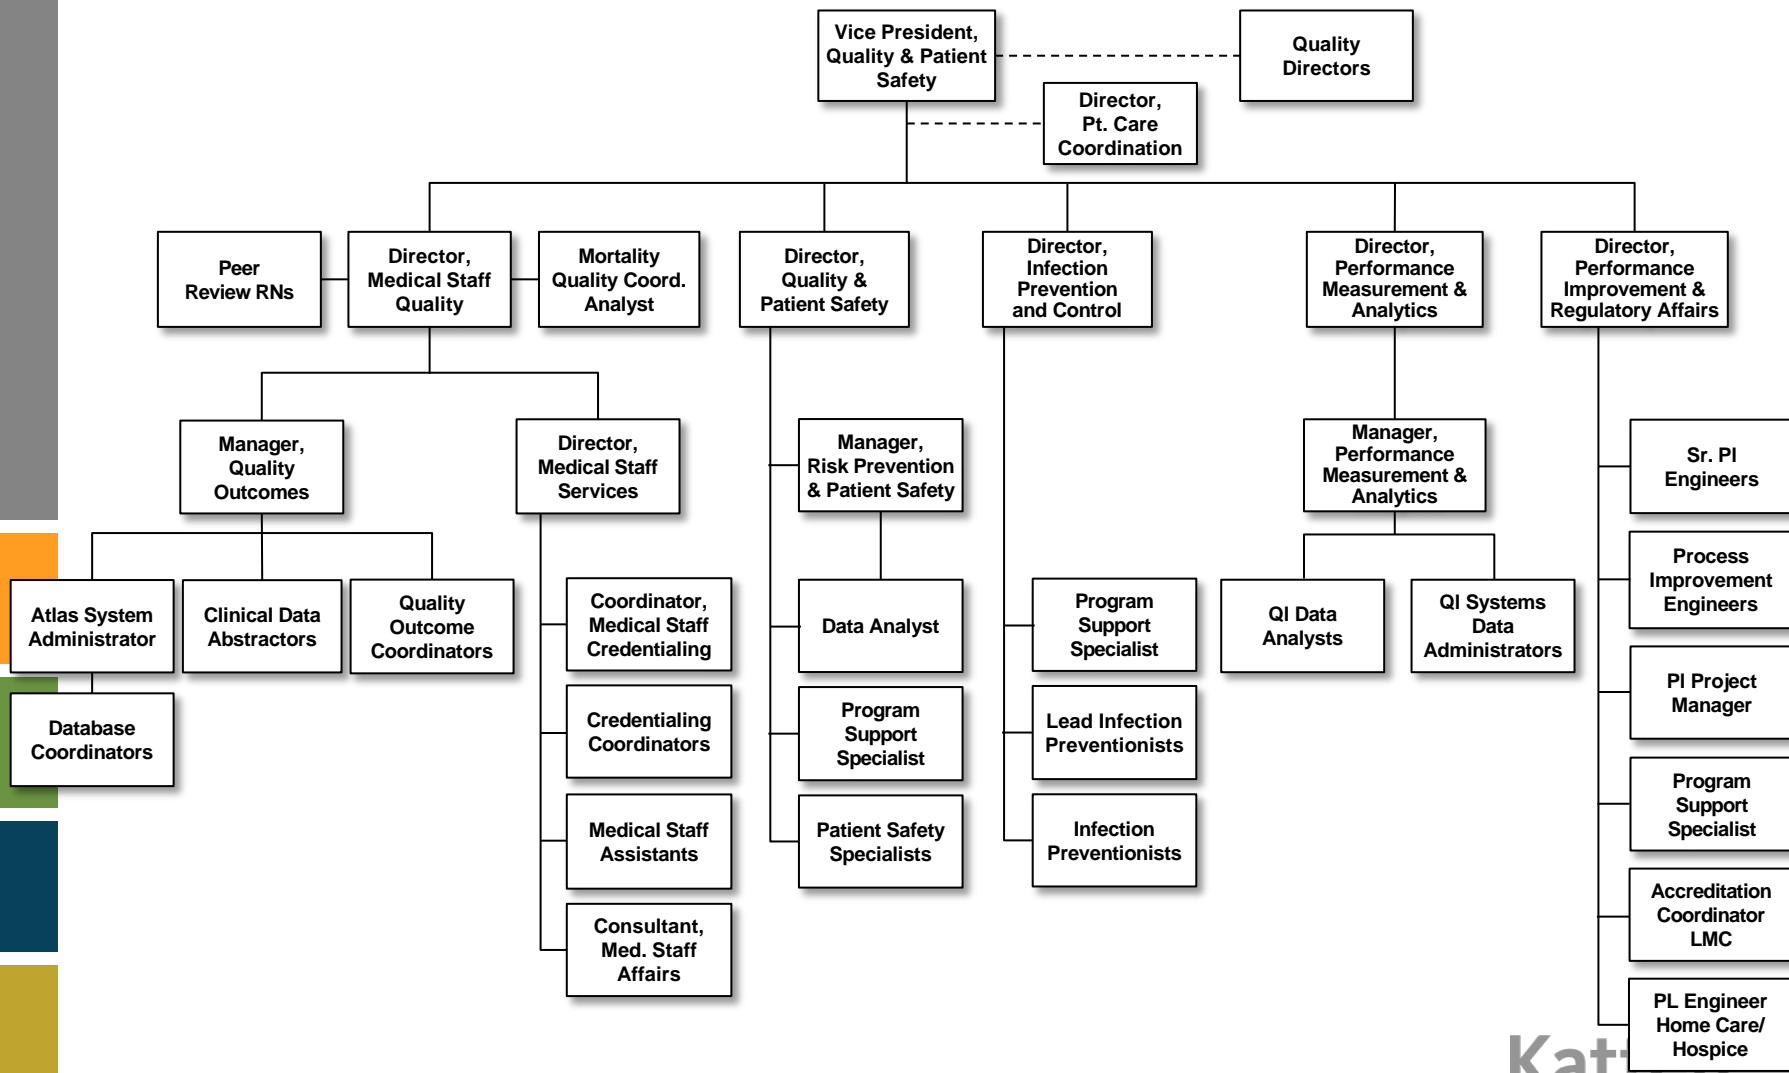 Vice President,
Quality & Patient
Safety
Quality
Directors
Director,
Pt. Care
Coordination
Peer
Review RNs
Director,
Medical Staff
Quality
Mortality
Quality Coord.
Analyst
Director,
Quality &
Patient Safety
Director,
Infection
Prevention
and Control
Director,
Performance
Measurement &
Analytics
Director,
Performance
Improvement &
Regulatory Affairs
Manager,
Quality
Outcomes
Director,
Medical Staff
Services
Manager,
Risk Prevention
& Patient Safety
Manager,
Performance
Measurement &
Analytics
Sr. PI
Engineers
Atlas System
Administrator
Clinical Data
Abstractors
Quality
Outcome
Coordinators
Coordinator,
Medical Staff
Credentialing
Data Analyst
Program
Support
Specialist
QI Data
Analysts
QI Systems
Data
Administrators
Process
Improvement
Engineers
Database
Coordinators
Credentialing
Coordinators
Program
Support
Specialist
Lead Infection
Preventionists
PI Project
Manager
Medical Staff
Assistants
Patient Safety
Specialists
Infection
Preventionists
Program
Support
Specialist
Consultant,
Med. Staff
Affairs
Accreditation
Coordinator
LMC
PL Engineer
Home Care/
Hospice